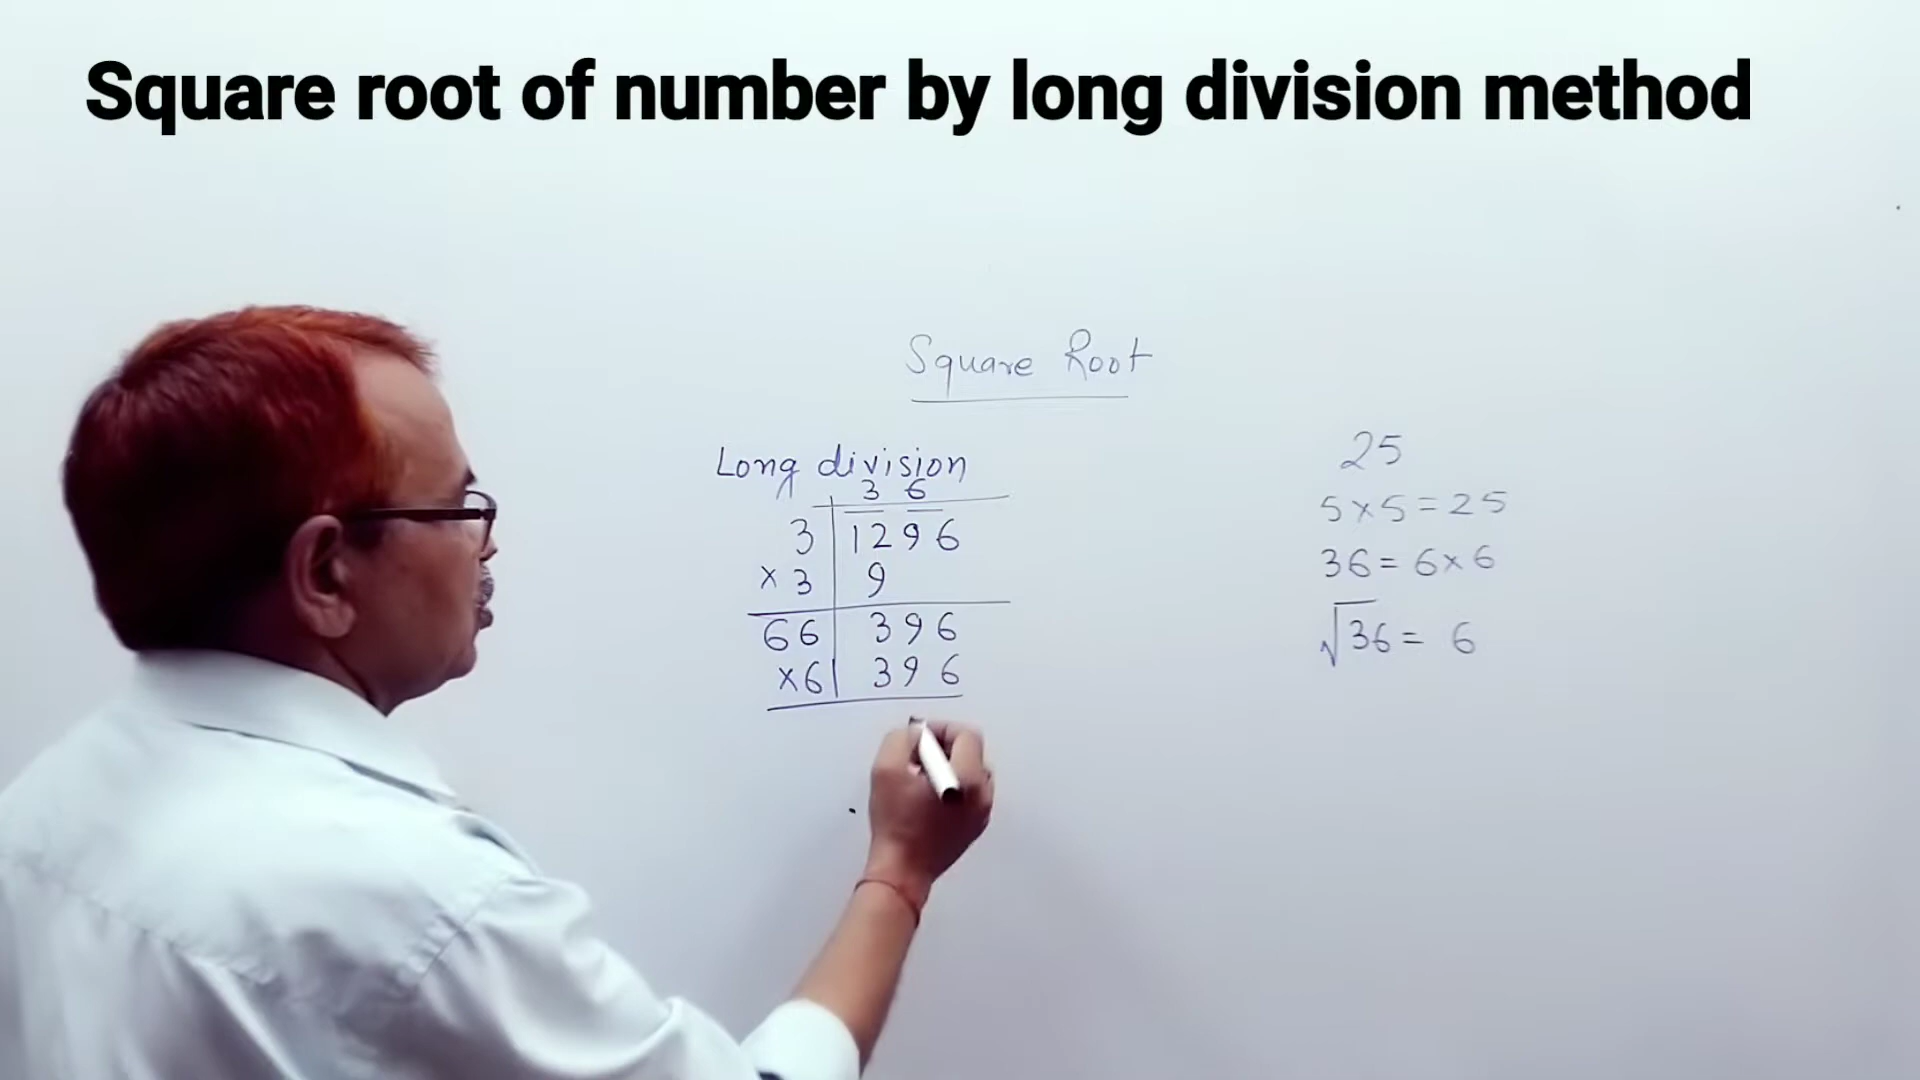 Square root of number by long division method
Square Root
Long division
3 6
3 1296
× 3 9
66 396
×6 396
25
5×5=25
36=6×6
√36= 6